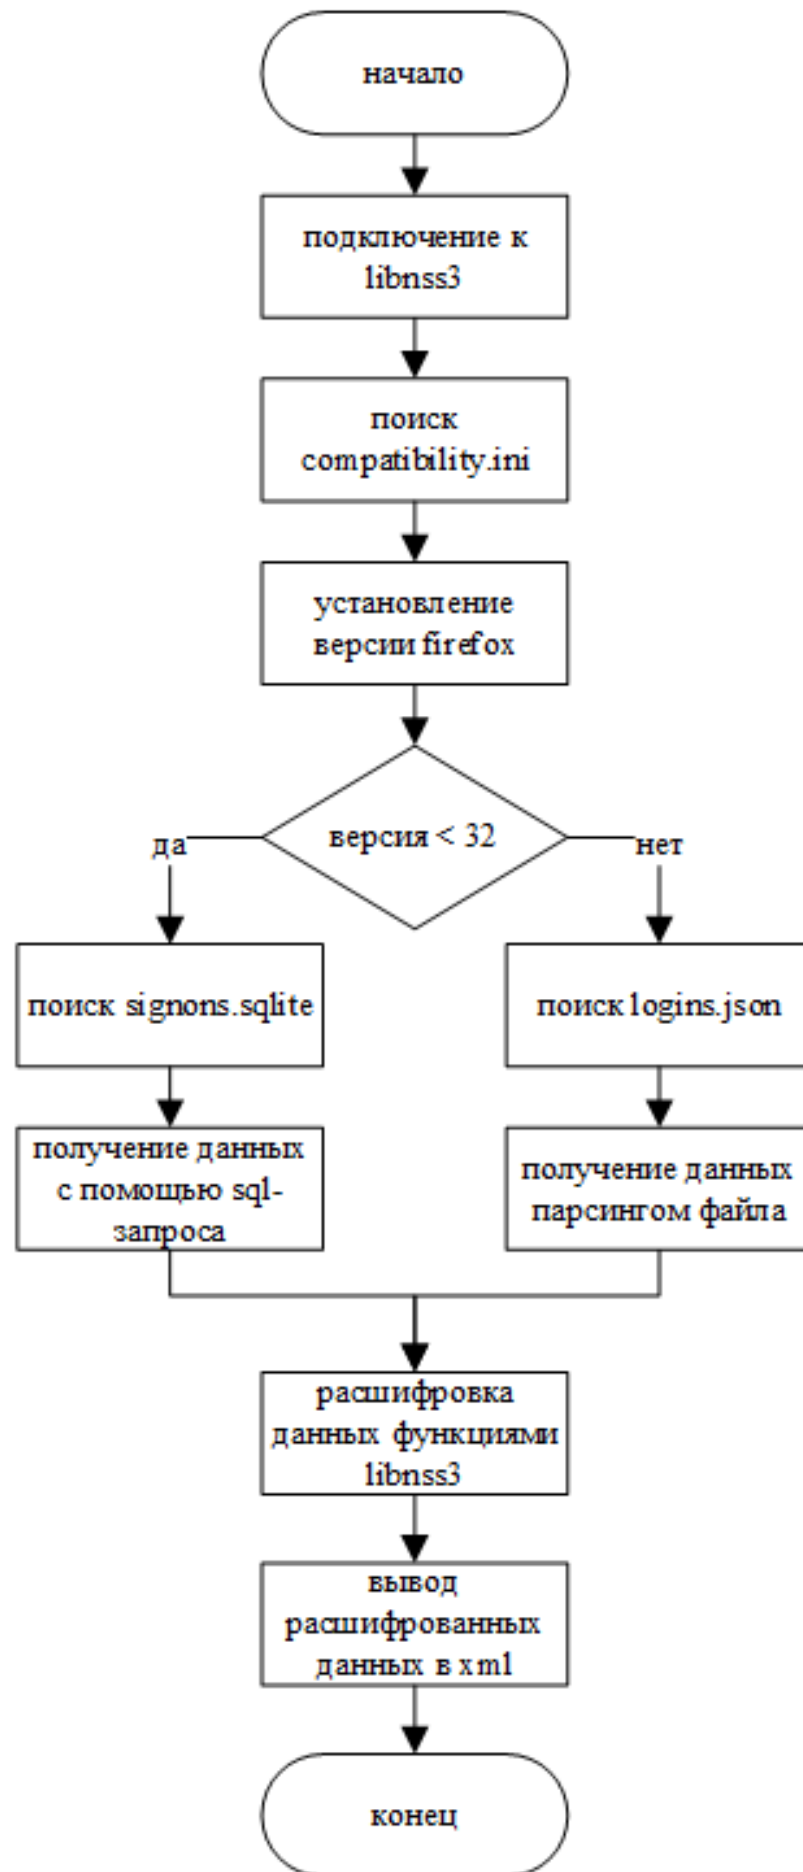 начало
подключение к
libnss3
поиск
compatibility.ini
установление
версии firefox
версия < 32
да
нет
поиск signons.sqlite
поиск logins.json
получение данных
с помощью sql-
запроса
получение данных
парсингом файла
расшифровка
данных функциями
libnss3
вывод
расшифрованных
данных в xml
конец